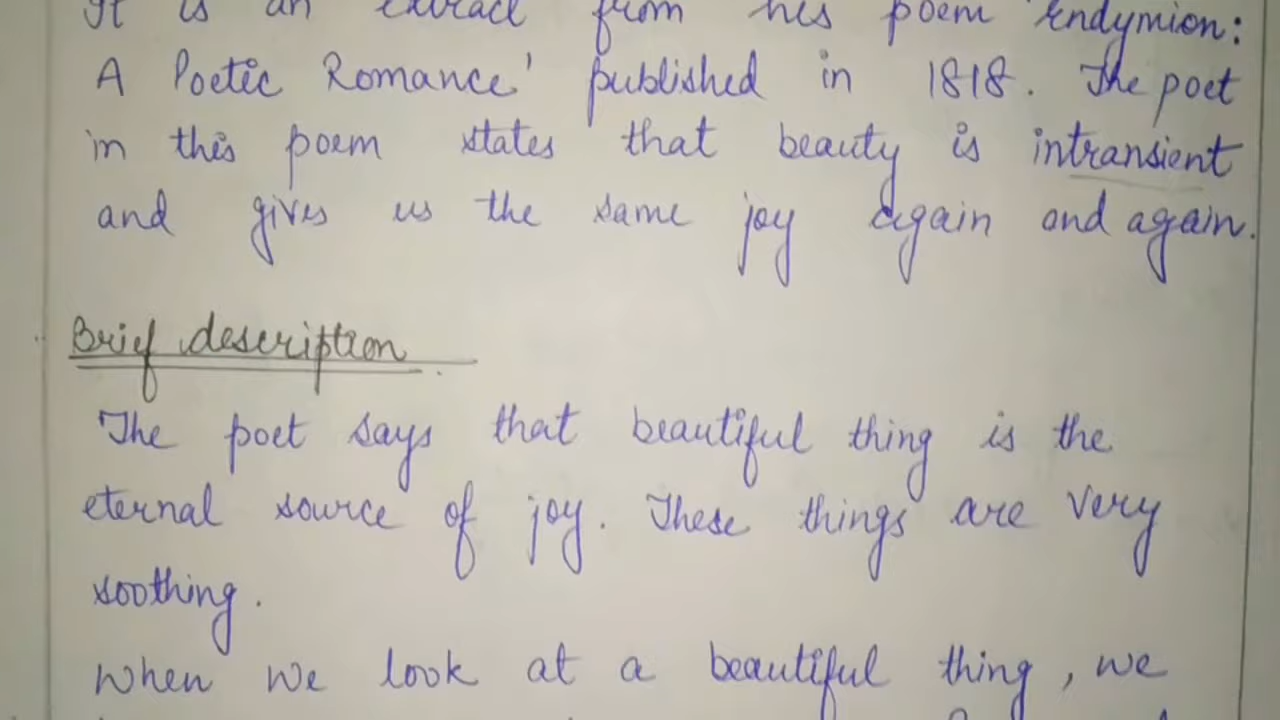 It is an extract from his poem 'Endymion:
A Poetic Romance' published in 1818. The poet
in this poem states that beauty is intransient
and gives us the same joy again and again.
Brief description
The poet says that beautiful thing is the
eternal source of joy. These things are very
soothing.
When we look at a beautiful thing, we